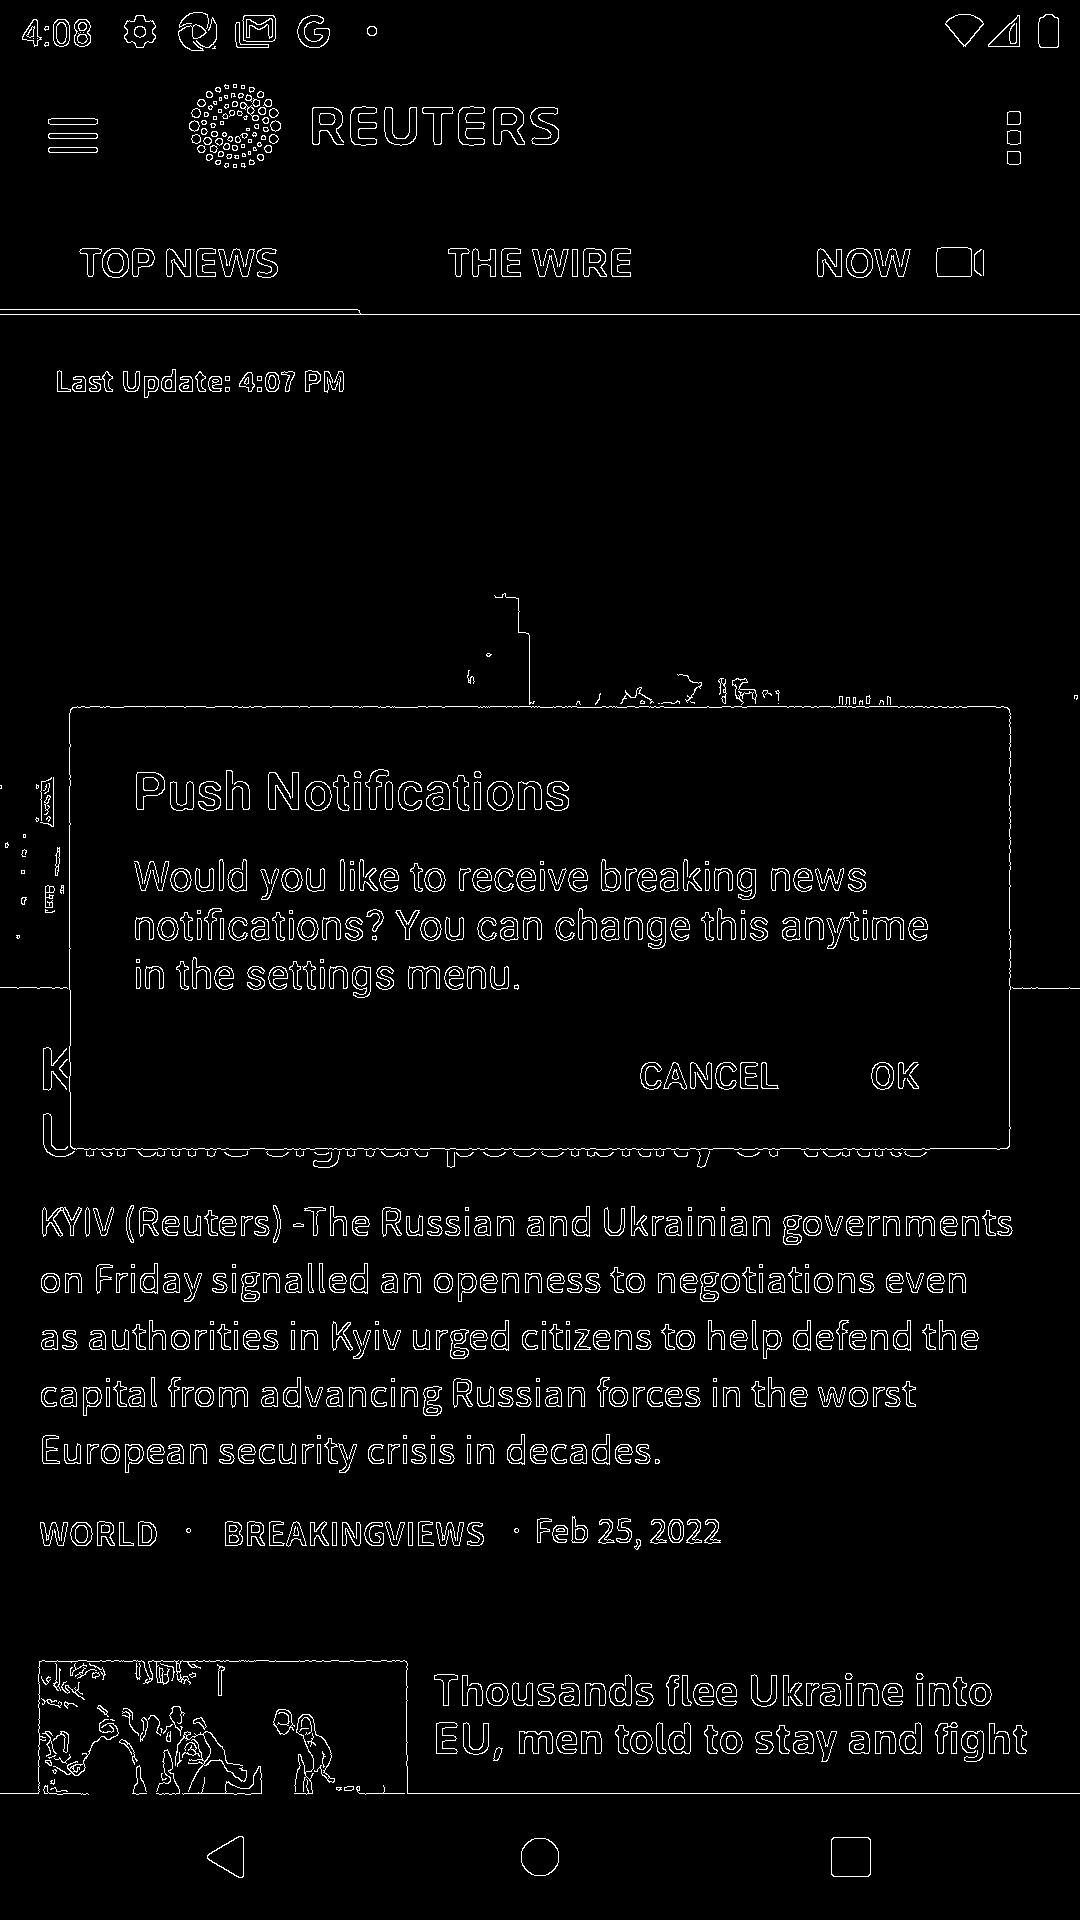 4:08
REUTERS
TOP NEWS THE WIRE NOW
Last Update: 4:07 PM
Push Notifications
Would you like to receive breaking news
notifications? You can change this anytime
in the settings menu.
CANCEL OK
KYIV (Reuters) -The Russian and Ukrainian governments
on Friday signalled an openness to negotiations even
as authorities in Kyiv urged citizens to help defend the
capital from advancing Russian forces in the worst
European security crisis in decades.
WORLD · BREAKINGVIEWS · Feb 25, 2022
Thousands flee Ukraine into
EU, men told to stay and fight